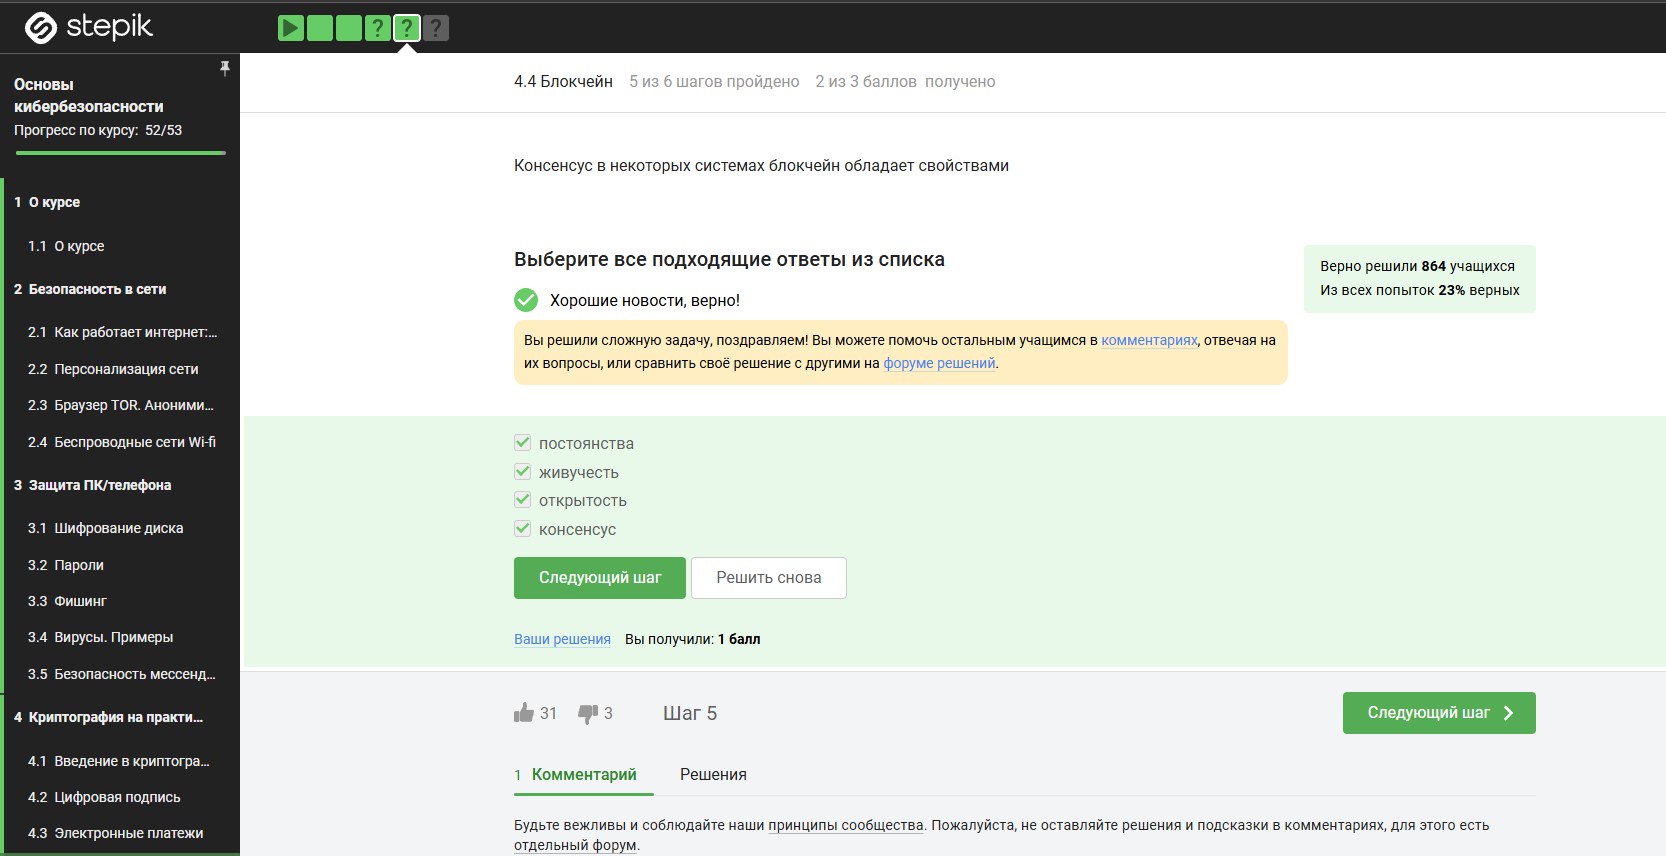 stepik
? ? ?
Основы
кибербезопасности
Прогресс по курсу: 52/53
1 О курсе
1.1 О курсе
2 Безопасность в сети
2.1 Как работает интернет:...
2.2 Персонализация сети
2.3 Браузер TOR. Аноними...
2.4 Беспроводные сети Wi-fi
3 Защита ПК/телефона
3.1 Шифрование диска
3.2 Пароли
3.3 Фишинг
3.4 Вирусы. Примеры
3.5 Безопасность мессенд...
4 Криптография на практи...
4.1 Введение в криптогра...
4.2 Цифровая подпись
4.3 Электронные платежи
4.4 Блокчейн 5 из 6 шагов пройдено 2 из 3 баллов получено
Консенсус в некоторых системах блокчейн обладает свойствами
Выберите все подходящие ответы из списка
Хорошие новости, верно!
Верно решили 864 учащихся
Из всех попыток 23% верных
Вы решили сложную задачу, поздравляем! Вы можете помочь остальным учащимся в комментариях, отвечая на
их вопросы, или сравнить своё решение с другими на форуме решений.
постоянства
живучесть
открытость
консенсус
Следующий шаг Решить снова
Ваши решения Вы получили: 1 балл
31 3 Шаг 5 Следующий шаг
1 Комментарий Решения
Будьте вежливы и соблюдайте наши принципы сообщества. Пожалуйста, не оставляйте решения и подсказки в комментариях, для этого есть
отдельный форум.